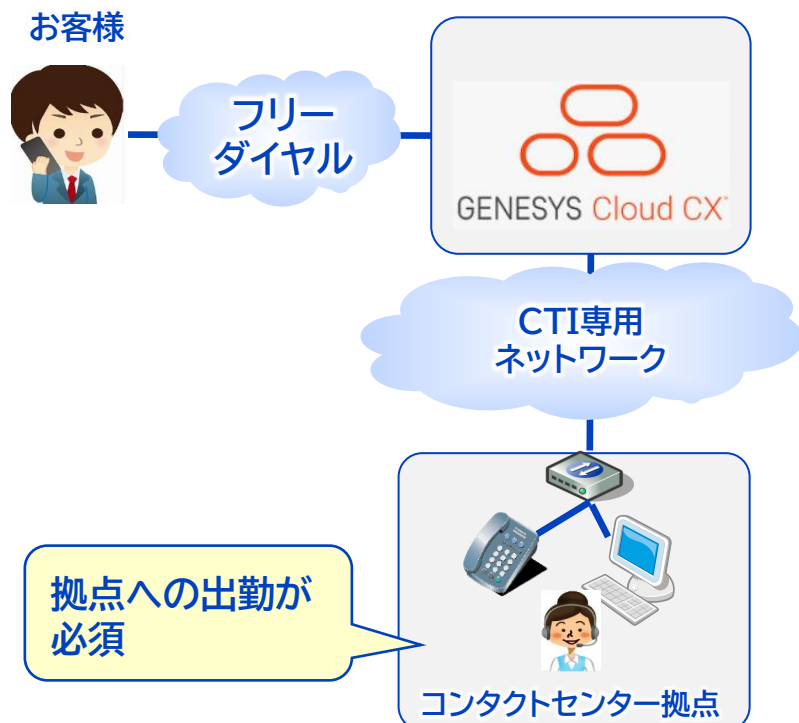 お客様
フリー
ダイヤル
GENESYS Cloud CX™
CTI専用
ネットワーク
拠点への出勤が
必須
コンタクトセンター拠点